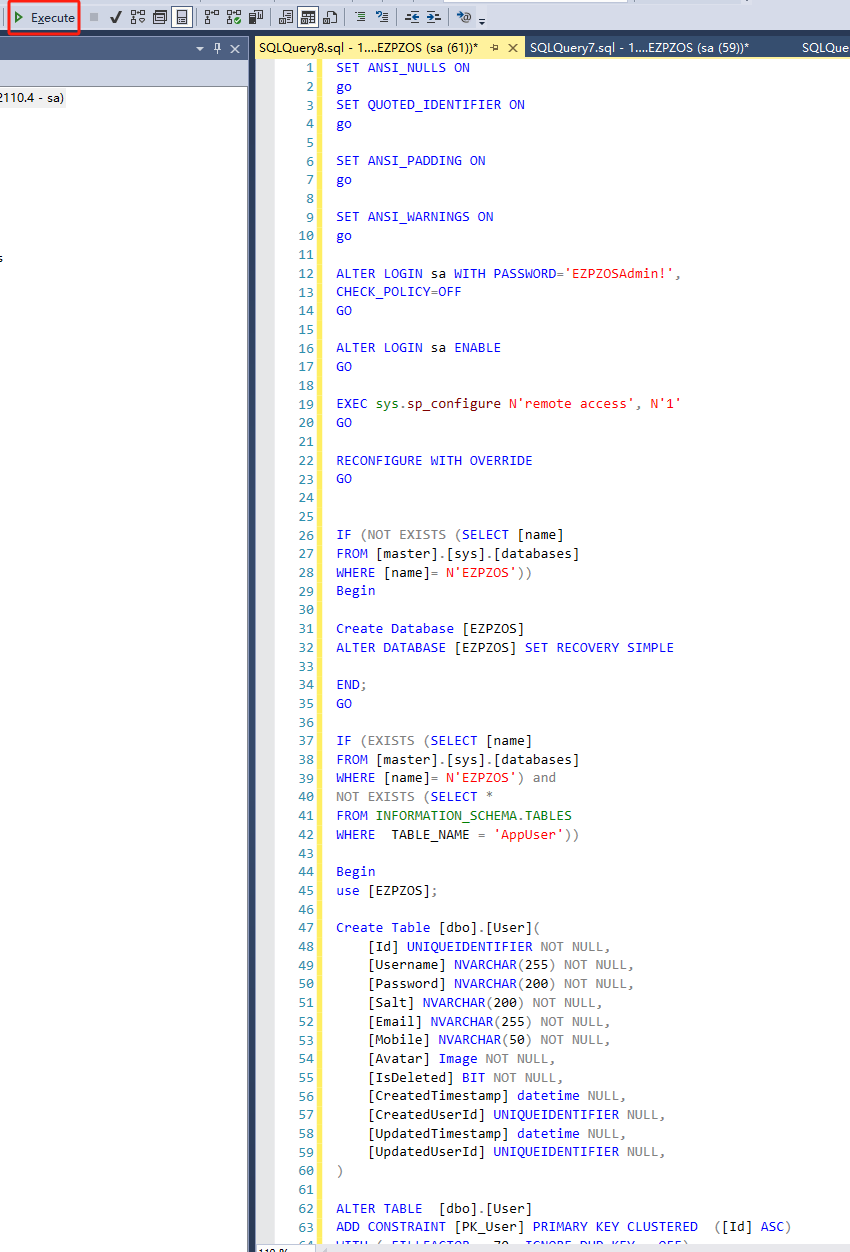 Execute
SQLQuery8.sql - 1....EZPZOS (sa (61))*
SQLQuery7.sql - 1....EZPZOS (sa (59))*
SQLQue
2110.4 - sa)
s
1 SET ANSI_NULLS ON
2 go
3 SET QUOTED_IDENTIFIER ON
4 go
5
6 SET ANSI_PADDING ON
7 go
8
9 SET ANSI_WARNINGS ON
10 go
11
12 ALTER LOGIN sa WITH PASSWORD='EZPZOSAdmin!',
13 CHECK_POLICY=OFF
14 GO
15
16 ALTER LOGIN sa ENABLE
17 GO
18
19 EXEC sys.sp_configure N'remote access', N'1'
20 GO
21
22 RECONFIGURE WITH OVERRIDE
23 GO
24
25
26 IF (NOT EXISTS (SELECT [name]
27 FROM [master].[sys].[databases]
28 WHERE [name]= N'EZPZOS'))
29 Begin
30
31 Create Database [EZPZOS]
32 ALTER DATABASE [EZPZOS] SET RECOVERY SIMPLE
33
34 END;
35 GO
36
37 IF (EXISTS (SELECT [name]
38 FROM [master].[sys].[databases]
39 WHERE [name]= N'EZPZOS') and
40 NOT EXISTS (SELECT *
41 FROM INFORMATION_SCHEMA.TABLES
42 WHERE  TABLE_NAME = 'AppUser'))
43
44 Begin
45 use [EZPZOS];
46
47 Create Table [dbo].[User](
48     [Id] UNIQUEIDENTIFIER NOT NULL,
49     [Username] NVARCHAR(255) NOT NULL,
50     [Password] NVARCHAR(200) NOT NULL,
51     [Salt] NVARCHAR(200) NOT NULL,
52     [Email] NVARCHAR(255) NOT NULL,
53     [Mobile] NVARCHAR(50) NOT NULL,
54     [Avatar] Image NOT NULL,
55     [IsDeleted] BIT NOT NULL,
56     [CreatedTimestamp] datetime NULL,
57     [CreatedUserId] UNIQUEIDENTIFIER NULL,
58     [UpdatedTimestamp] datetime NULL,
59     [UpdatedUserId] UNIQUEIDENTIFIER NULL,
60 )
61
62 ALTER TABLE  [dbo].[User]
63 ADD CONSTRAINT [PK_User] PRIMARY KEY CLUSTERED  ([Id] ASC)